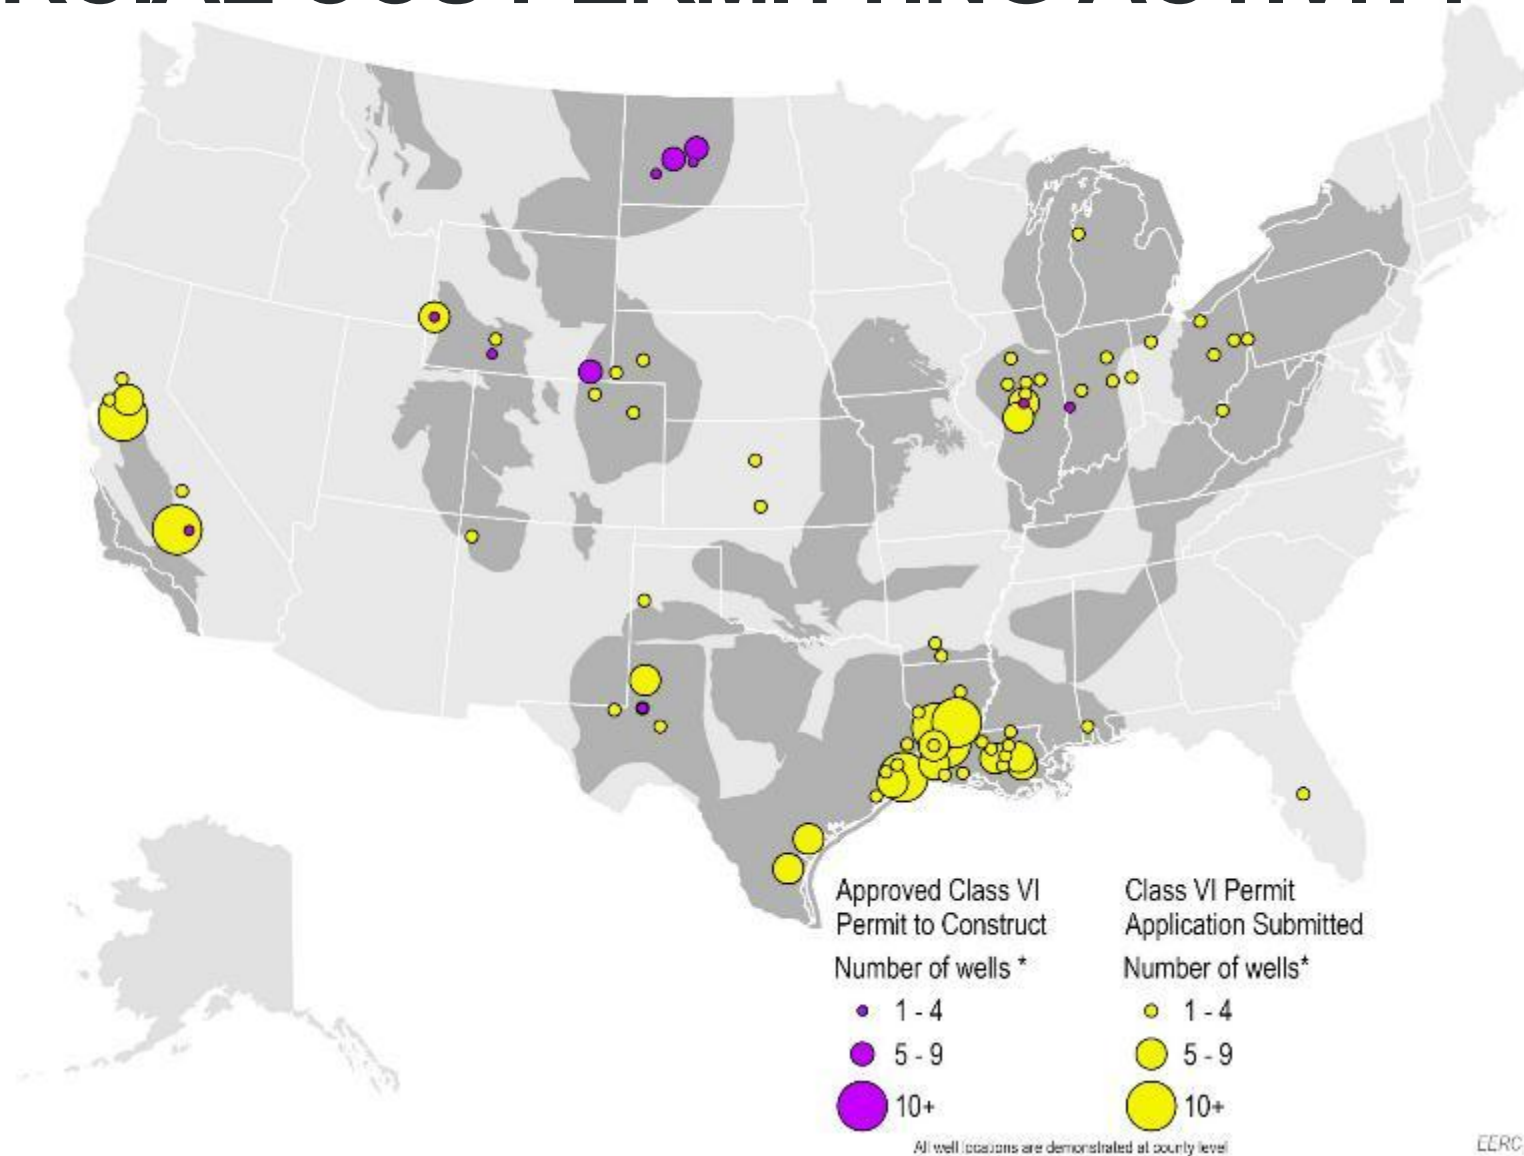 Approved Class VI
Permit to Construct
Number of wells *
1 - 4
5 - 9
10+
Class VI Permit
Application Submitted
Number of wells*
1 - 4
5 - 9
10+
All well locations are demonstrated at county level
EERC